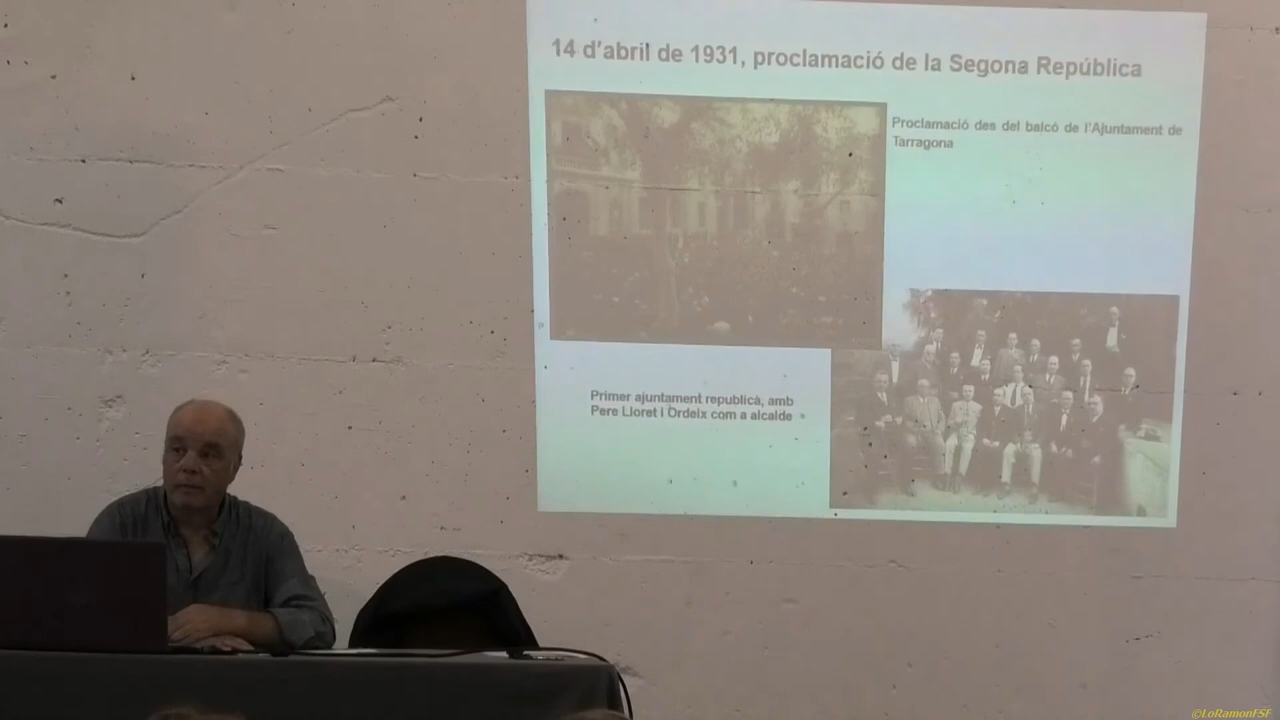 14 d'abril de 1931, proclamació de la Segona República
Proclamació des del balcó de l'Ajuntament de
Tarragona
Primer ajuntament republicà, amb
Pere Lloret i Ordeix com a alcalde
©LoRamonFSF